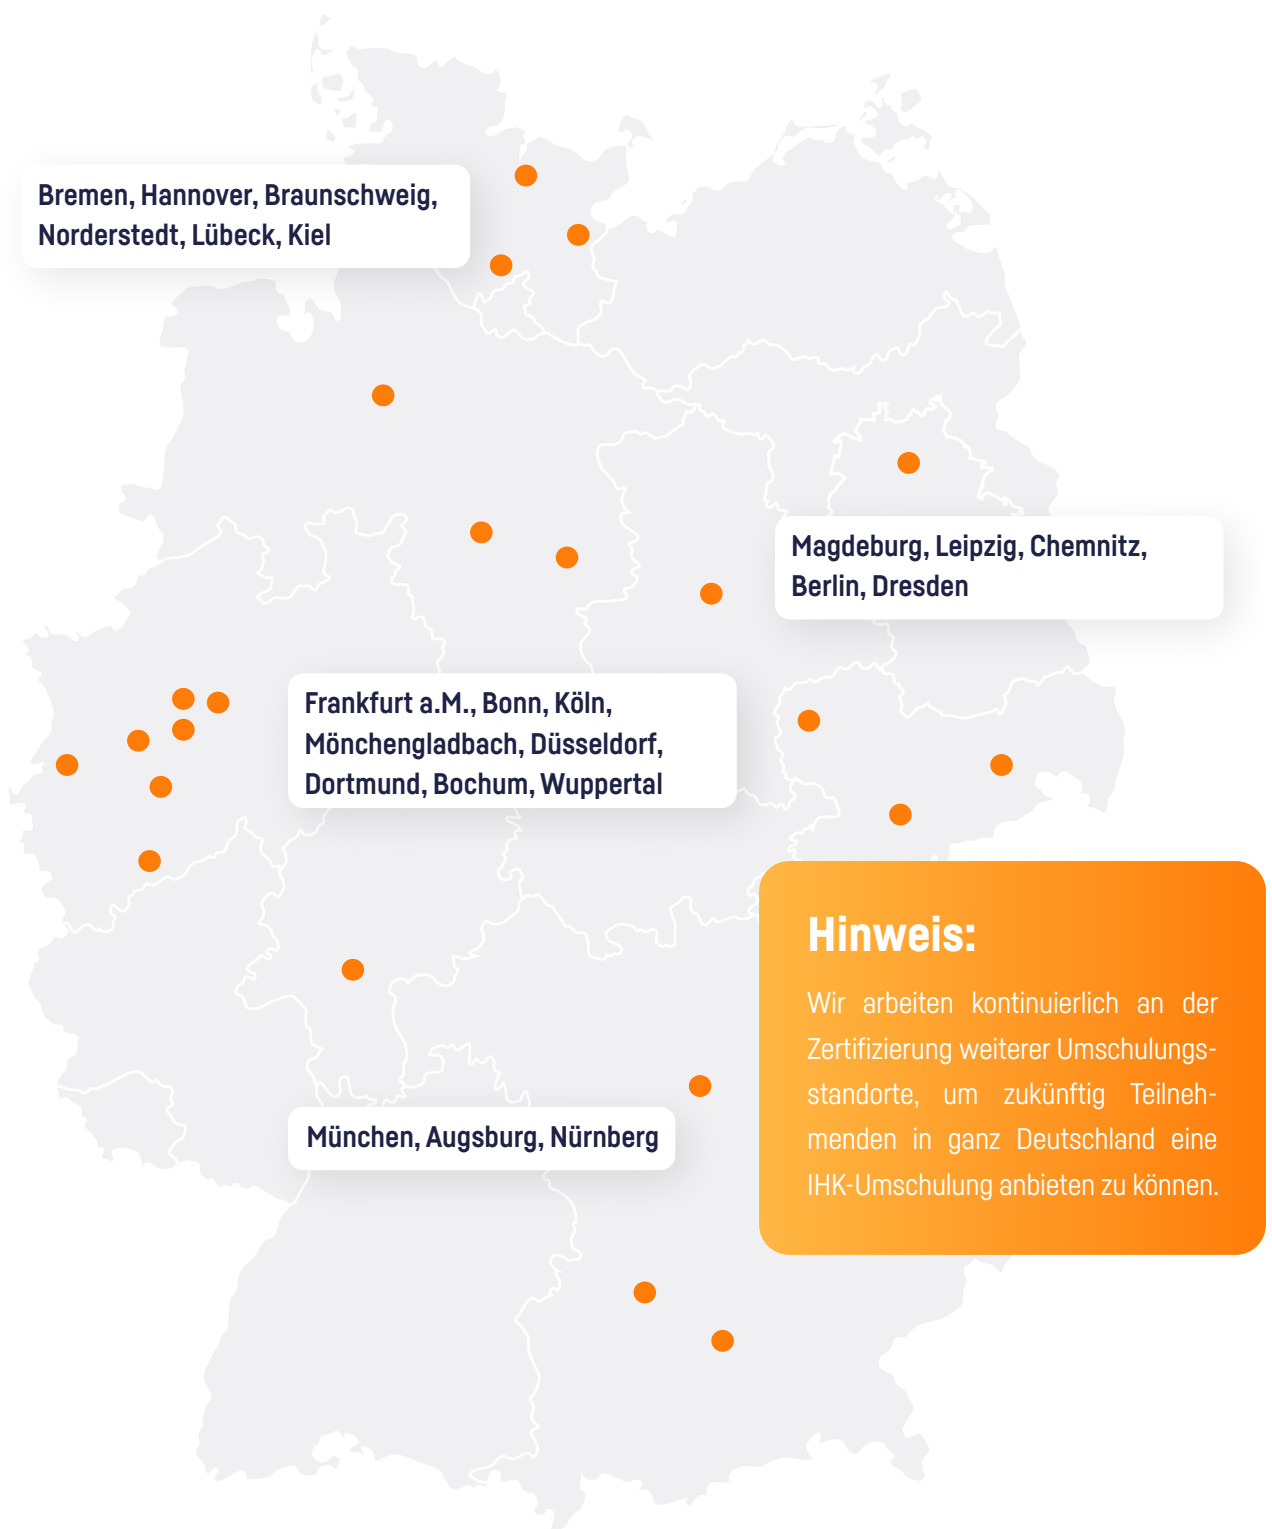 Bremen, Hannover, Braunschweig,
Norderstedt, Lübeck, Kiel
Magdeburg, Leipzig, Chemnitz,
Berlin, Dresden
Frankfurt a.M., Bonn, Köln,
Mönchengladbach, Düsseldorf,
Dortmund, Bochum, Wuppertal
Hinweis:
Wir arbeiten kontinuierlich an der
Zertifizierung weiterer Umschulungs-
standorte, um zukünftig Teilneh-
menden in ganz Deutschland eine
IHK-Umschulung anbieten zu können.
München, Augsburg, Nürnberg